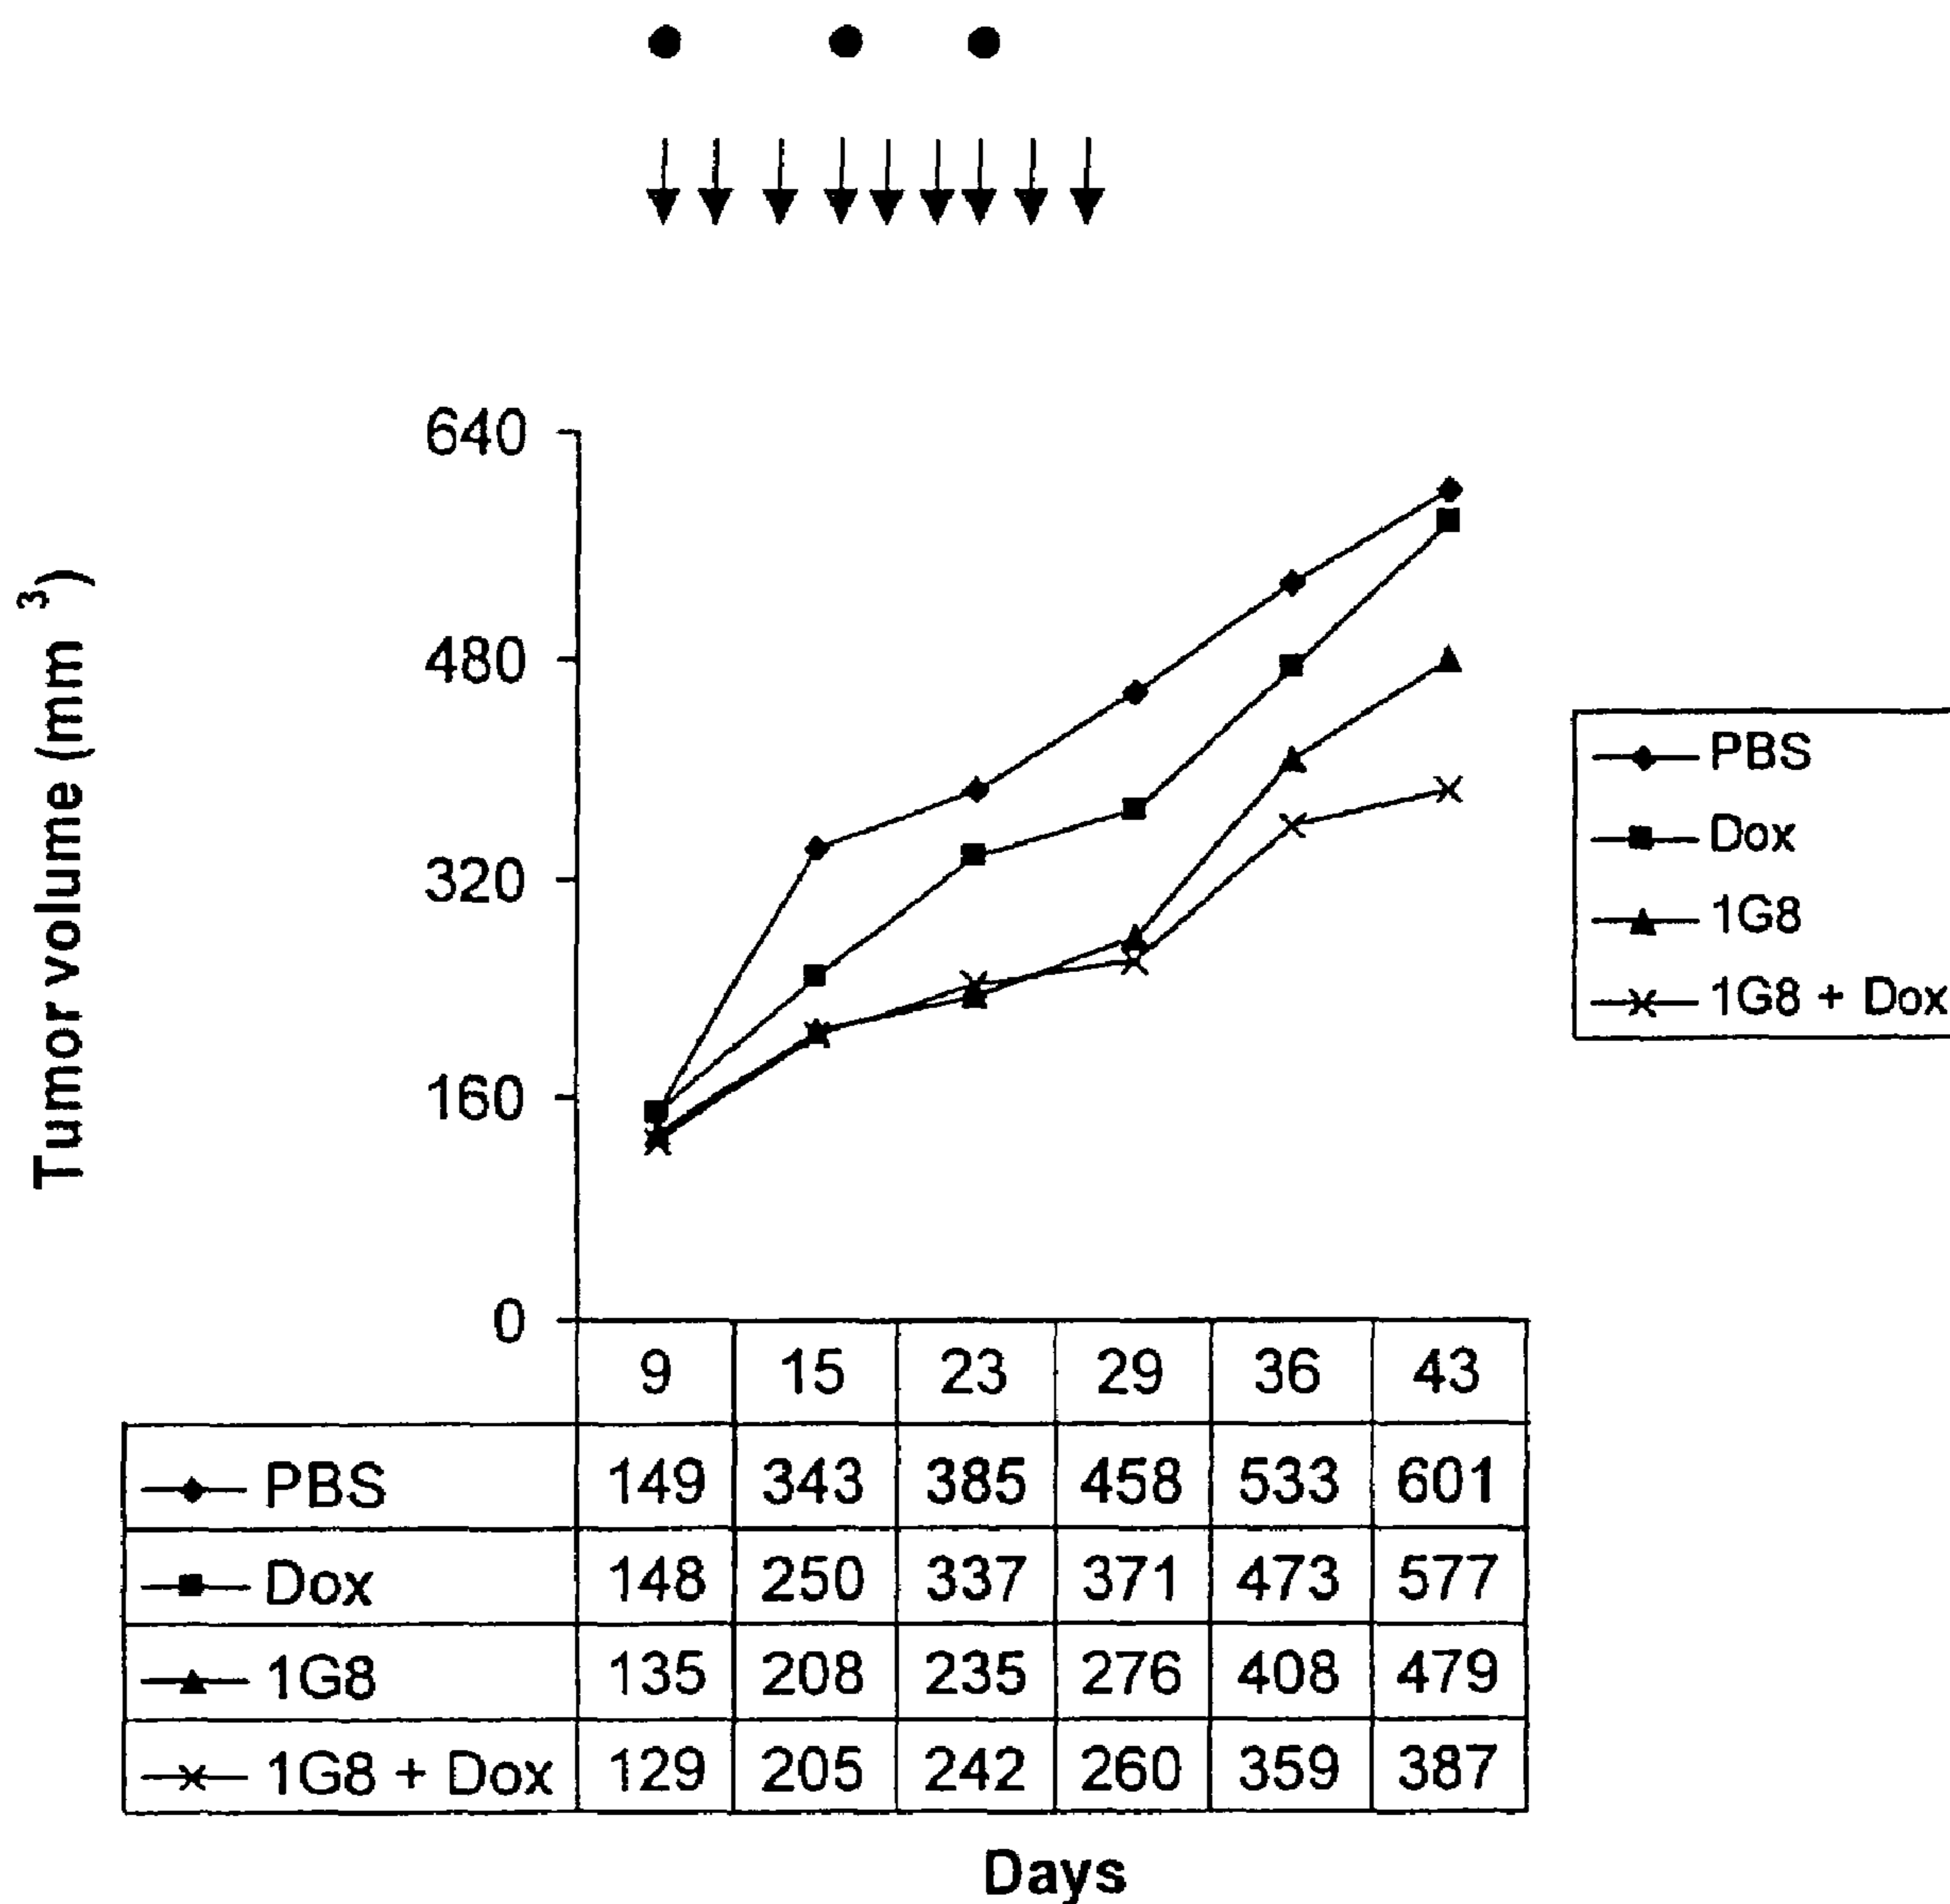 Tumor volume (mm ³)
640
480
320
160
0
PBS
Dox
1G8
1G8 + Dox
9 15 23 29 36 43
PBS 149 343 385 458 533 601
Dox 148 250 337 371 473 577
1G8 135 208 235 276 408 479
1G8 + Dox 129 205 242 260 359 387
Days